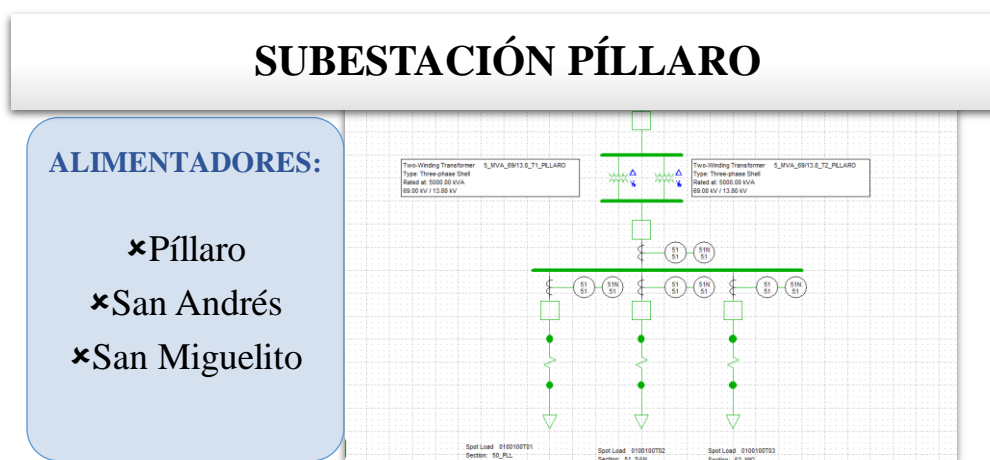 SUBESTACIÓN PÍLLARO
ALIMENTADORES:
Píllaro
San Andrés
San Miguelito
Two-Winding Transformer 5_MVA_69/13.8_T1_PILLARO
Type: Three-phase Shell
Rated at: 5000.00 kVA
69.00 kV / 13.80 kV
Two-Winding Transformer 5_MVA_69/13.8_T2_PILLARO
Type: Three-phase Shell
Rated at: 5000.00 kVA
69.00 kV / 13.80 kV
51 51N
51 51
51 51N 51 51N 51 51N
51 51 51 51 51 51
Spot Load 0100100T01
Section: 50_PLL
Spot Load 0100100T02
Section: 51_SAN
Spot Load 0100100T03
Section: 52_MIG